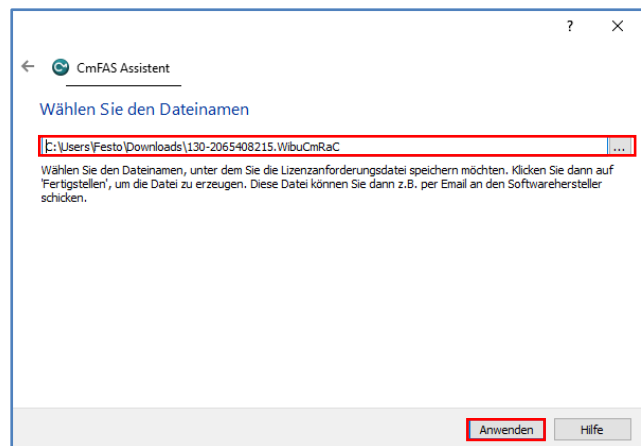 CmFAS Assistent
Wählen Sie den Dateinamen
C:\Users\Festo\Downloads\130-2065408215.WibuCmRaC
...
Wählen Sie den Dateinamen, unter dem Sie die Lizenzanforderungsdatei speichern möchten. Klicken Sie dann auf
'Fertigstellen', um die Datei zu erzeugen. Diese Datei können Sie dann z.B. per Email an den Softwarehersteller
schicken.
Anwenden
Hilfe